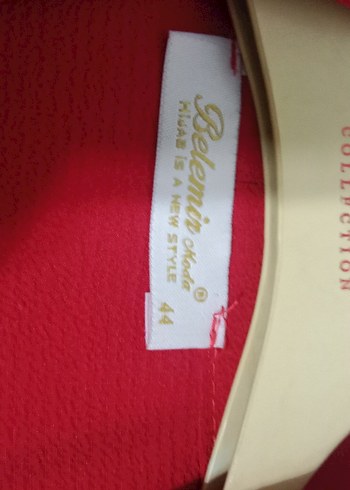 Belemir Moda®
HiJAB iS A NEW STYLE
44
COLLECTION